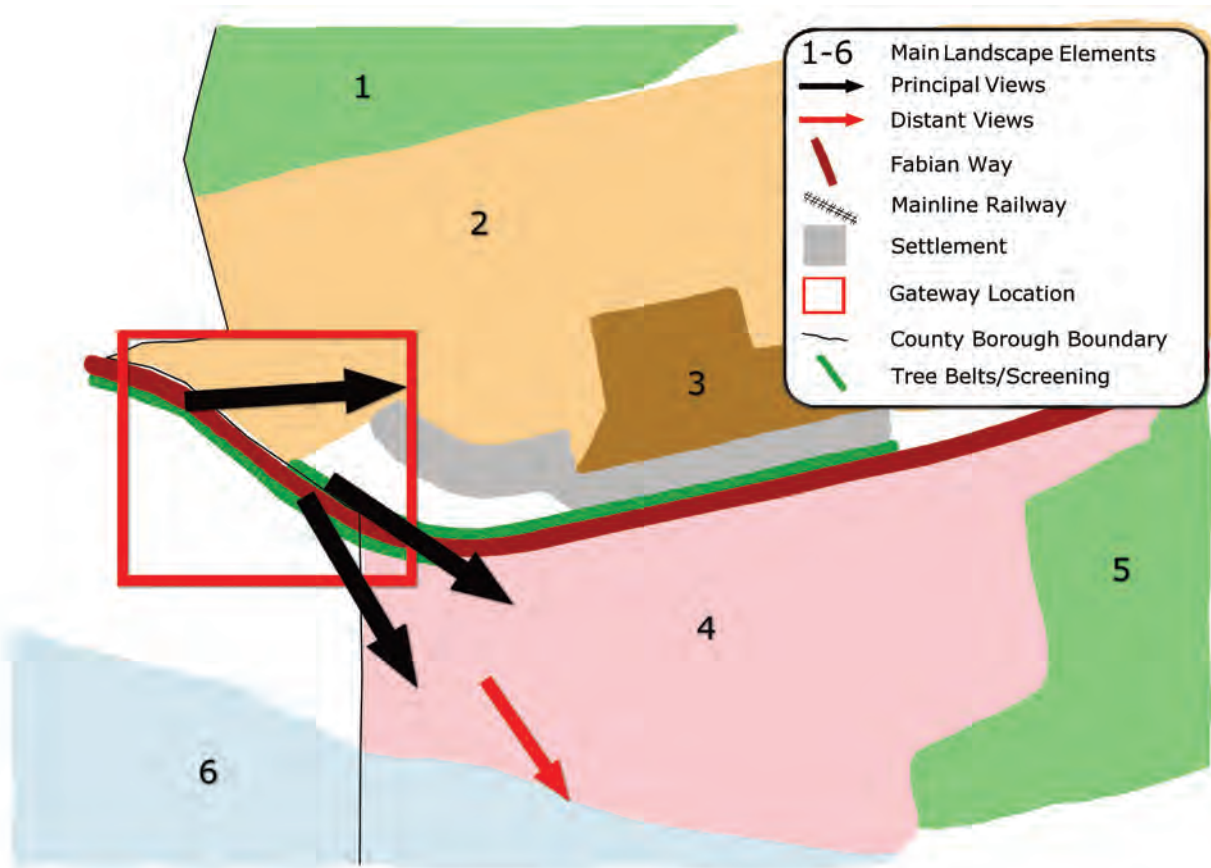 1
2
3
4
5
6
1-6 Main Landscape Elements
Principal Views
Distant Views
Fabian Way
Mainline Railway
Settlement
Gateway Location
County Borough Boundary
Tree Belts/Screening